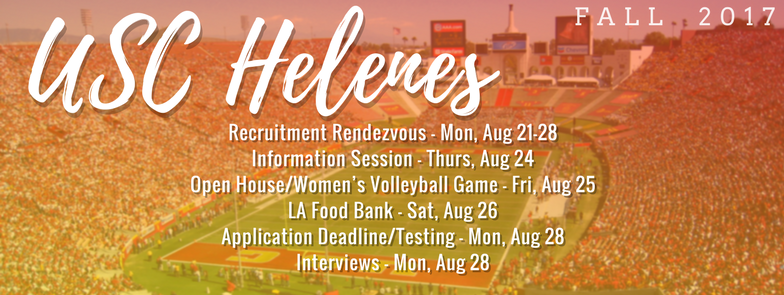 USC Helenes
FALL 2017
Recruitment Rendezvous - Mon, Aug 21-28
Information Session - Thurs, Aug 24
Open House/Women's Volleyball Game - Fri, Aug 25
LA Food Bank - Sat, Aug 26
Application Deadline/Testing - Mon, Aug 28
Interviews - Mon, Aug 28